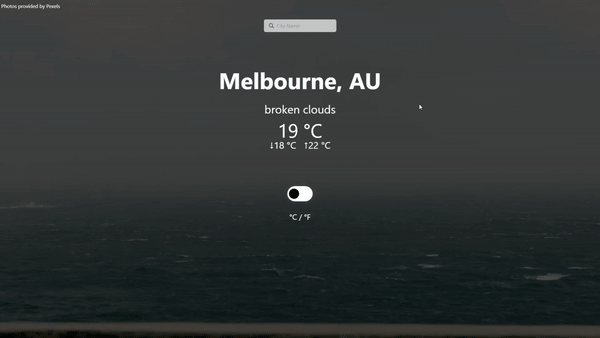 Photos provided by Pexels
City Name
Melbourne, AU
broken clouds
19 °C
↓18 °C ↑22 °C
°C / °F